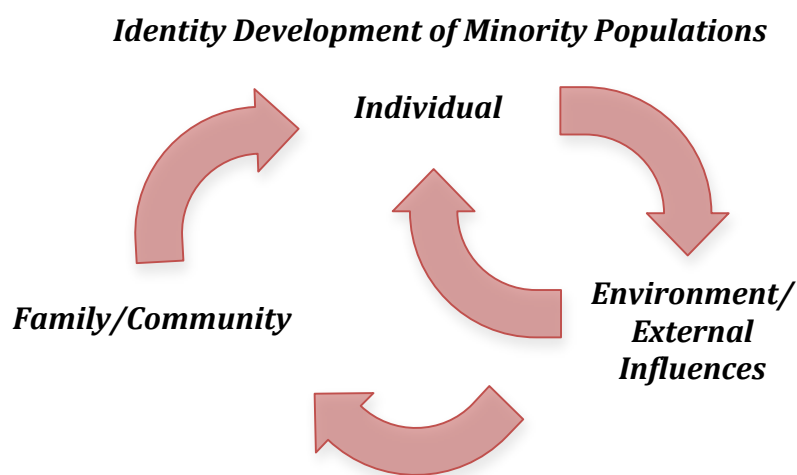 Identity Development of Minority Populations
Individual
Family/Community
Environment/
External
Influences